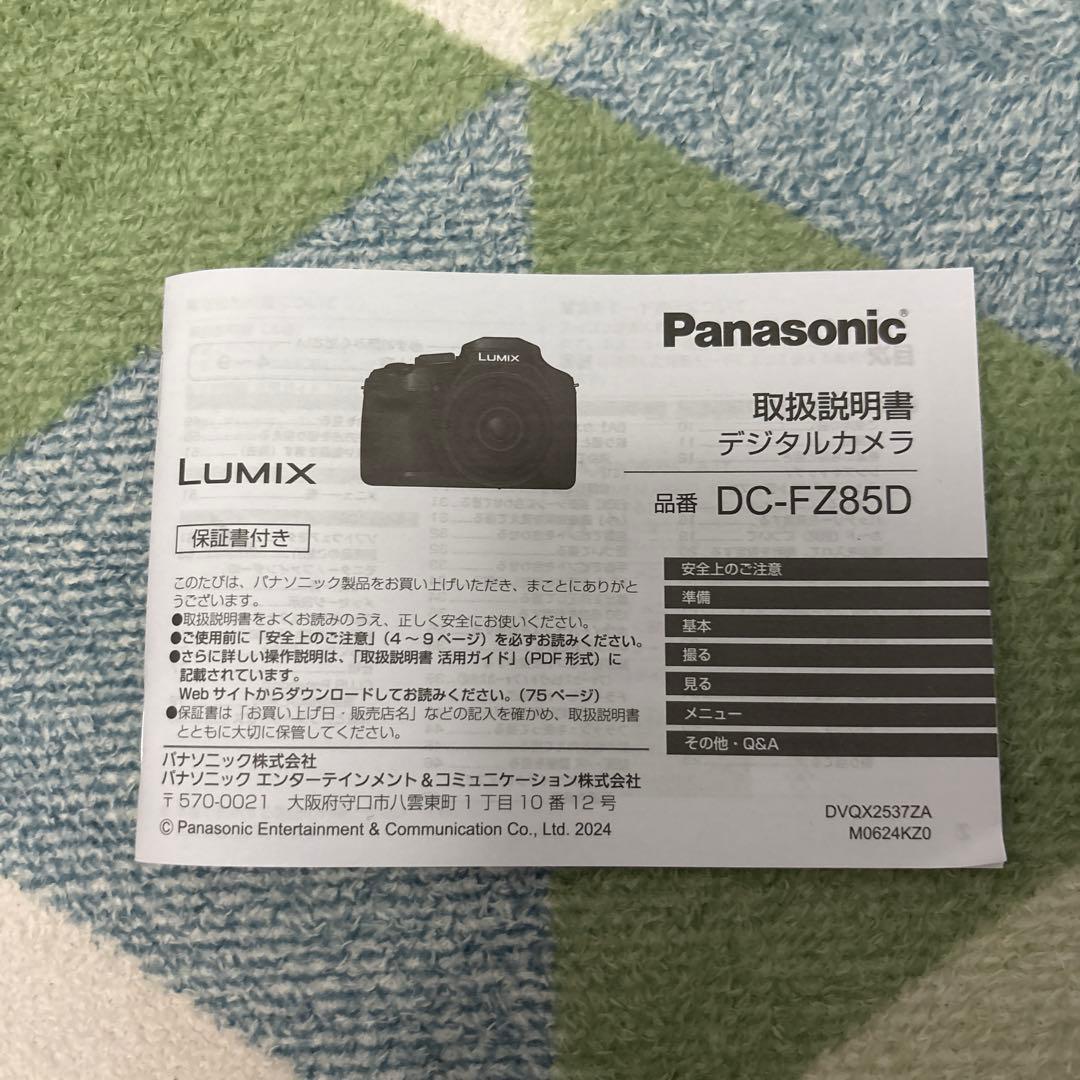 Panasonic®
取扱説明書
デジタルカメラ
品番 DC-FZ85D
LUMIX
LUMIX
保証書付き
このたびは、パナソニック製品をお買い上げいただき、まことにありがと
うございます。
●取扱説明書をよくお読みのうえ、正しく安全にお使いください。
●ご使用前に「安全上のご注意」（4～9ページ）を必ずお読みください。
●さらに詳しい操作説明は、「取扱説明書 活用ガイド」（PDF形式）に
記載されています。
Webサイトからダウンロードしてお読みください。（75ページ）
●保証書は「お買い上げ日・販売店名」などの記入を確かめ、取扱説明書
とともに大切に保管してください。
安全上のご注意
準備
基本
撮る
見る
メニュー
その他・Q&A
パナソニック株式会社
パナソニック エンターテインメント＆コミュニケーション株式会社
〒570-0021 大阪府守口市八雲東町1丁目10番12号
© Panasonic Entertainment & Communication Co., Ltd. 2024
DVQX2537ZA
M0624KZ0